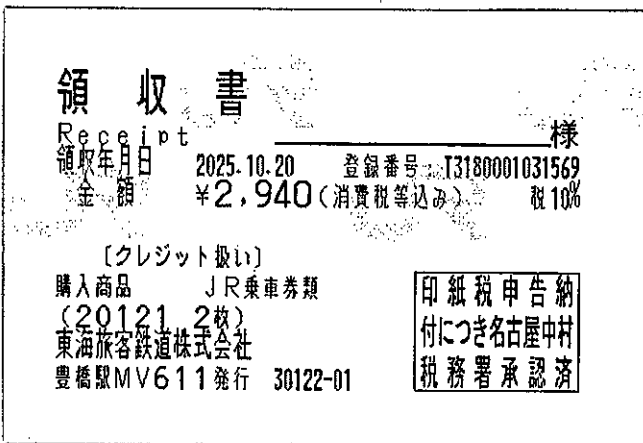 領収書
Receipt 様
領収年月日 2025.10.20 登録番号 T3180001031569
金額 ¥2,940(消費税等込み) 税10%
〔クレジット扱い〕
購入商品 JR乗車券類
(20121 2枚)
東海旅客鉄道株式会社
豊橋駅MV611発行 30122-01
印紙税申告納
付につき名古屋中村
税務署承認済